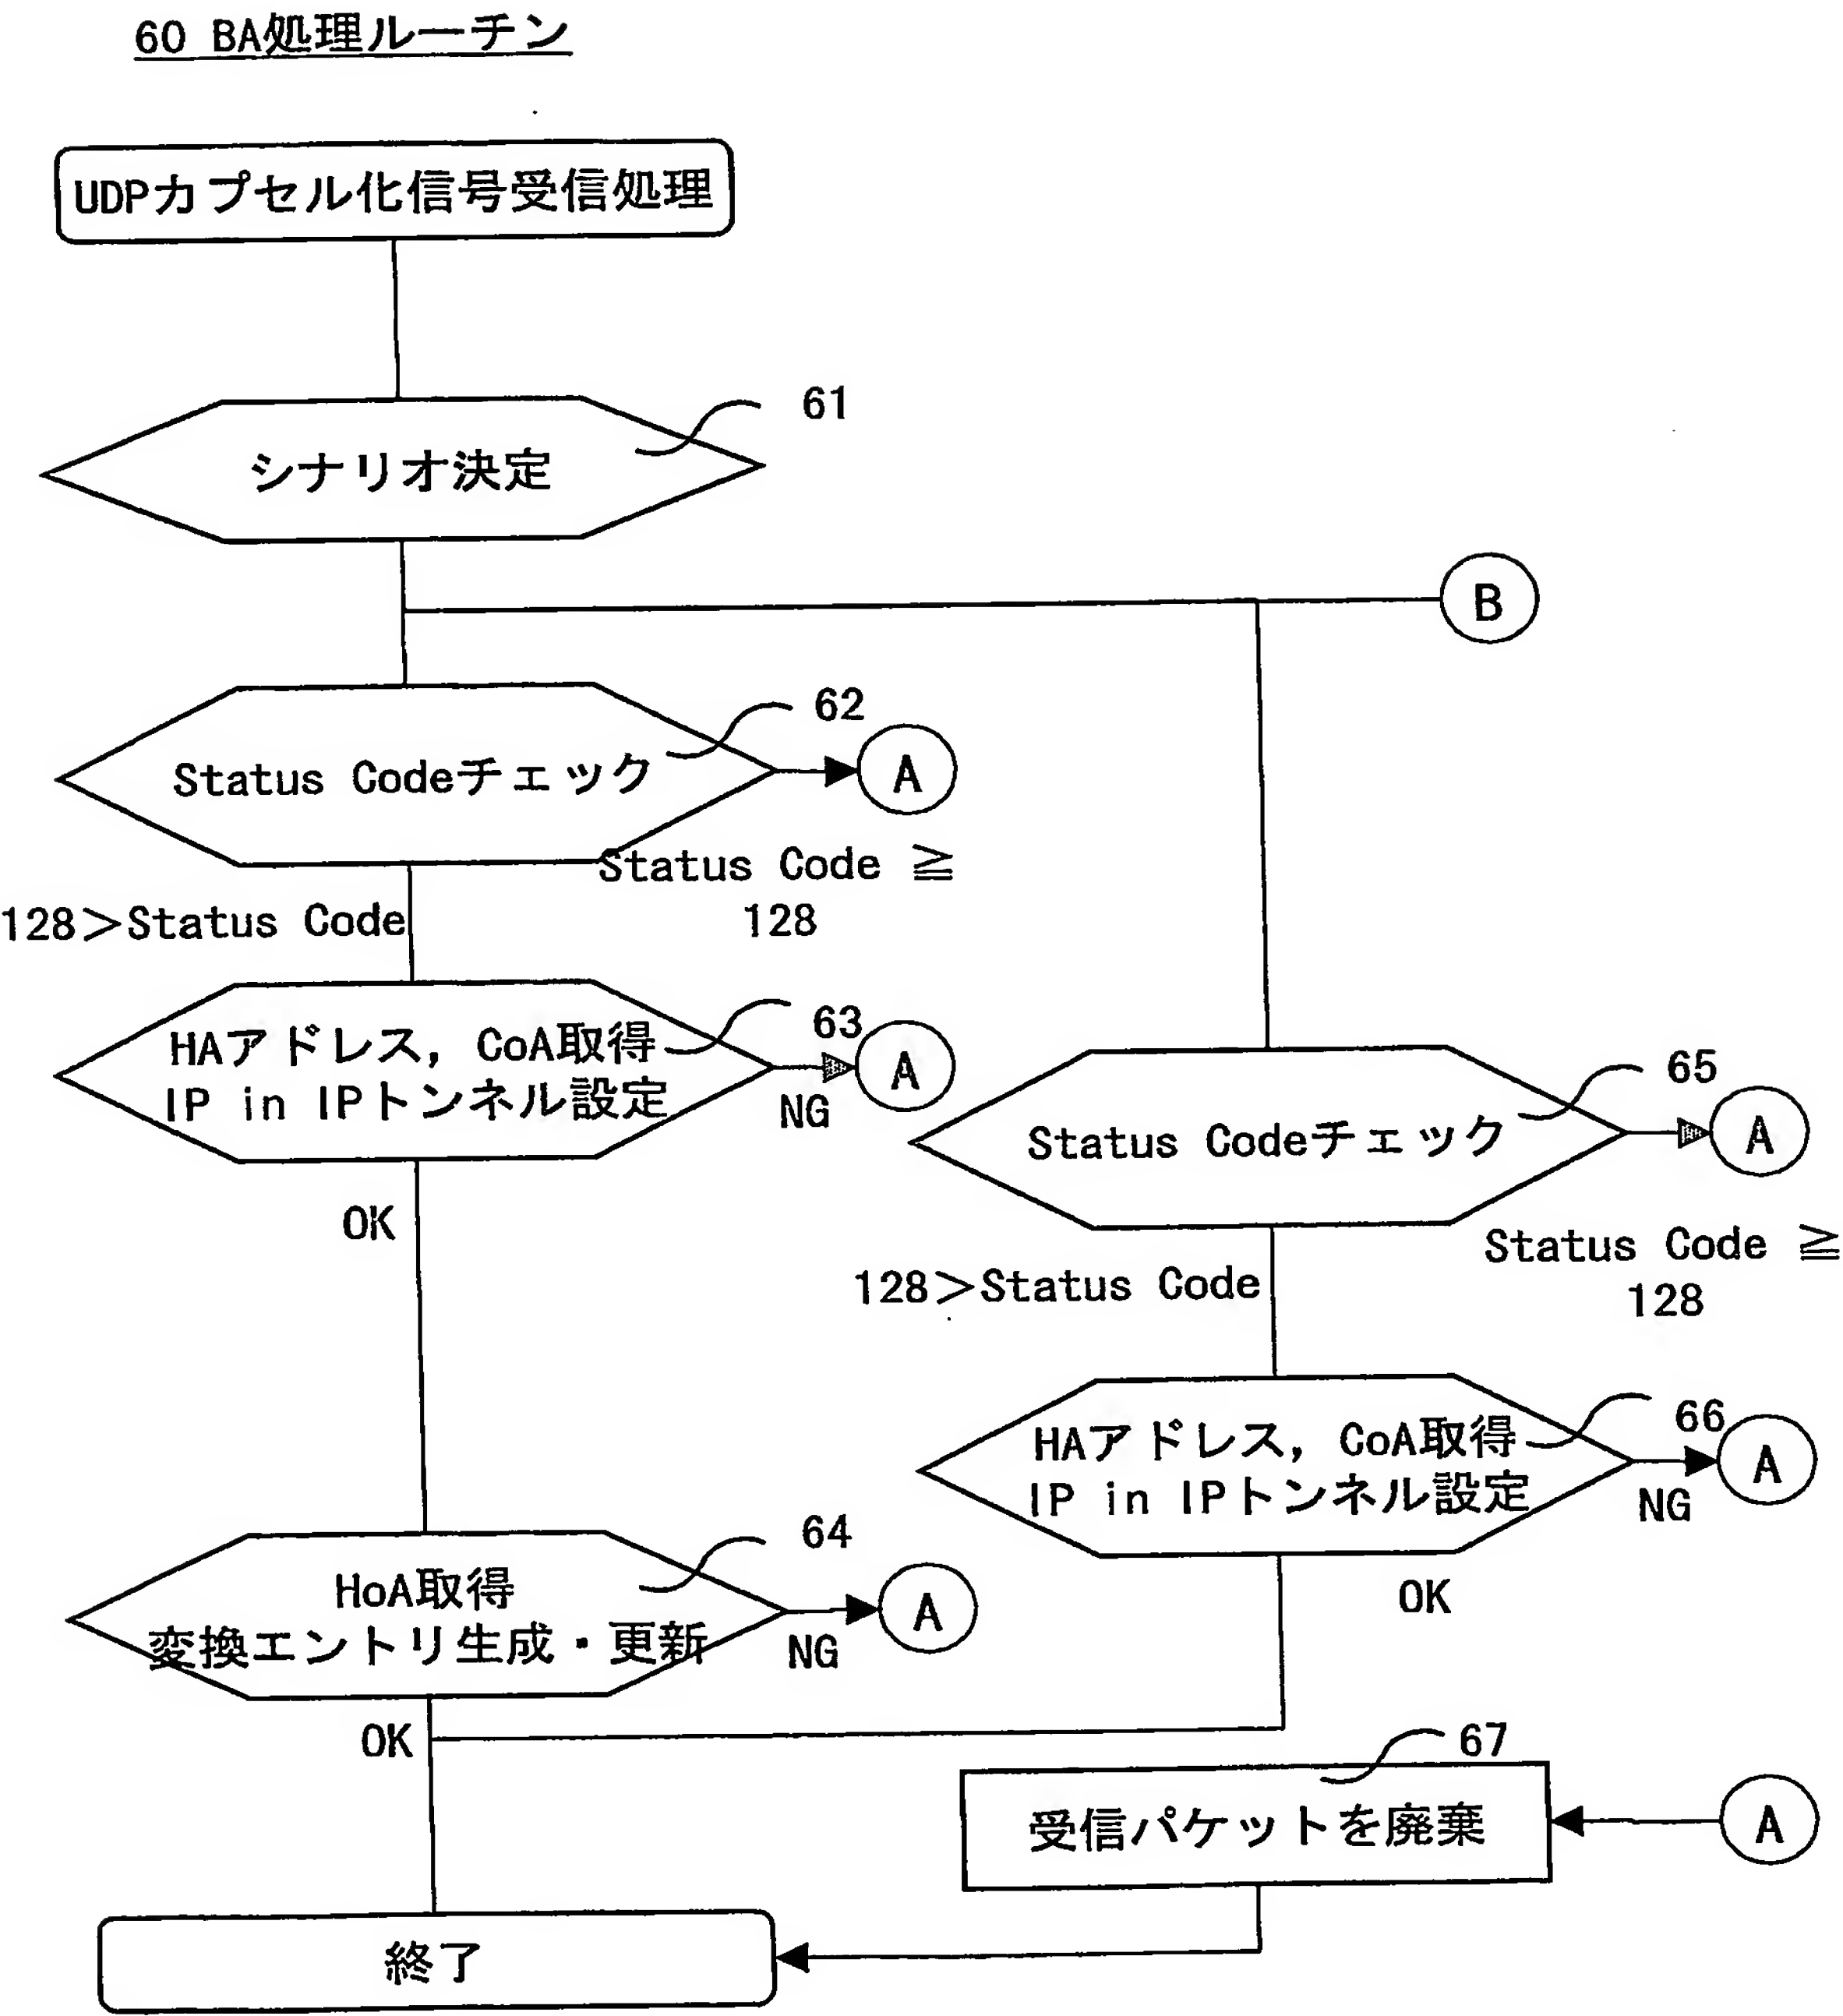 60 BA処理ルーチン
UDPカプセル化信号受信処理
61
シナリオ決定
B
62
Status Codeチェック
A
Status Code ≧
128
128>Status Code
63
HAアドレス, CoA取得
IP in IPトンネル設定
A
NG
OK
65
Status Codeチェック
A
Status Code ≧
128
128>Status Code
66
HAアドレス, CoA取得
IP in IPトンネル設定
A
NG
OK
64
HoA取得
変換エントリ生成・更新
A
NG
OK
67
受信パケットを廃棄
A
終了